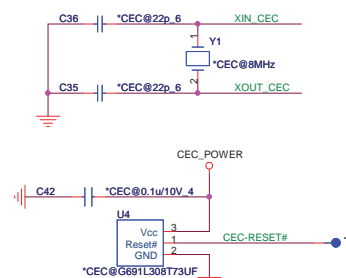 C36 *CEC@22p_6 XIN_CEC
1 Y1
*CEC@8MHz
2
C35 *CEC@22p_6 XOUT_CEC
CEC_POWER
C42 *CEC@0.1u/10V_4
U4
Vcc 3
Reset# 1 CEC-RESET#
GND 2
*CEC@G691L308T73UF